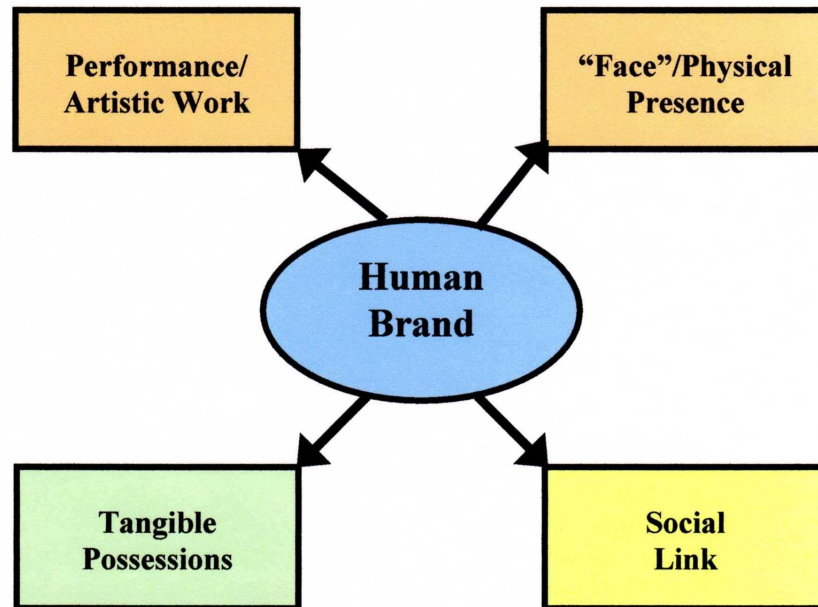 Performance/
Artistic Work
“Face”/Physical
Presence
Human
Brand
Tangible
Possessions
Social
Link